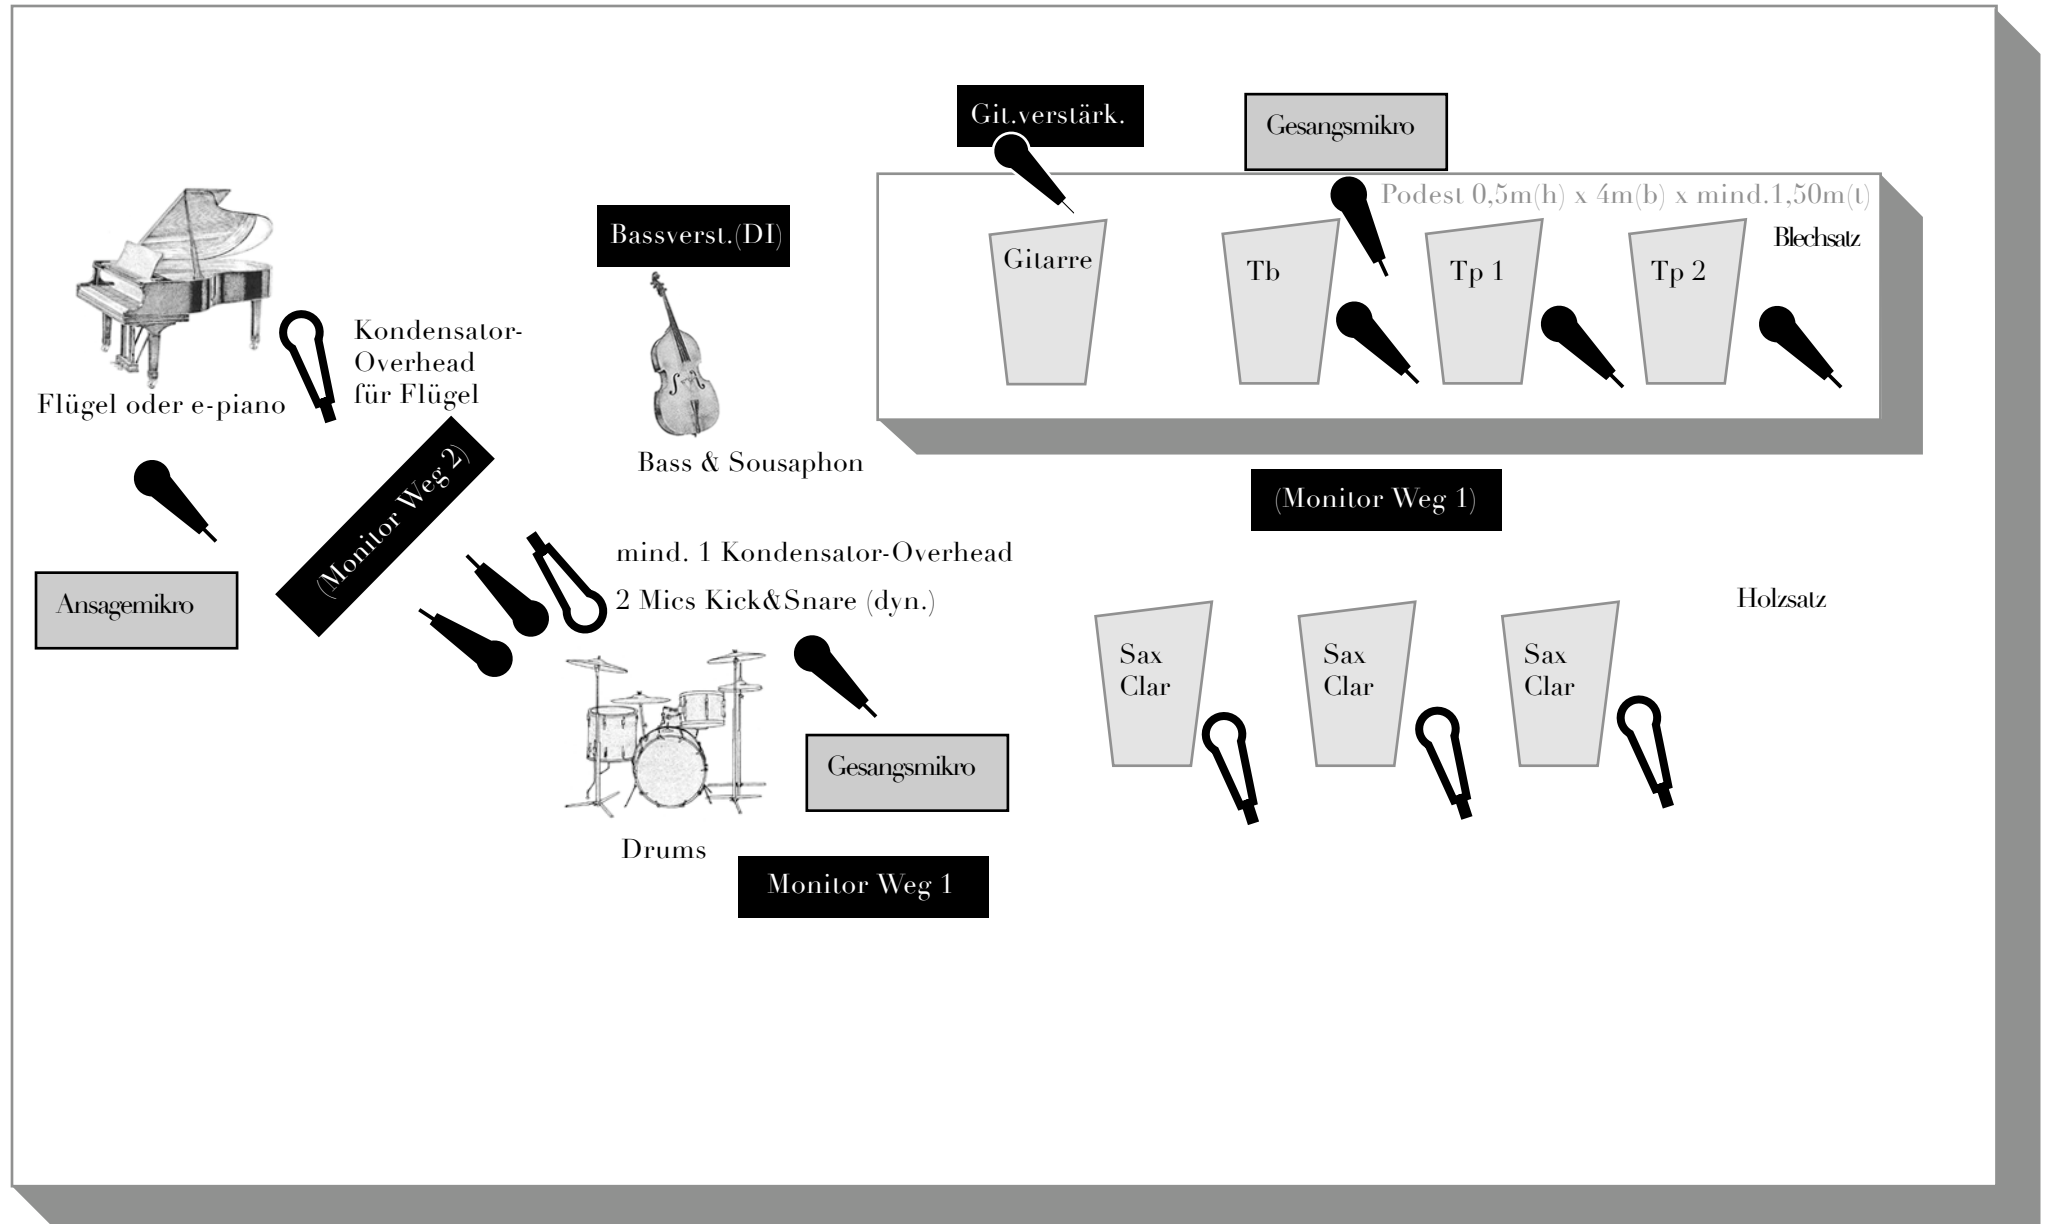 Git.verstärk.
Gesangsmikro
Podest 0,5m(h) x 4m(b) x mind.1,50m(t)
Bassverst.(DI)
Blechsatz
Gitarre
Tb
Tp 1
Tp 2
Kondensator-
Overhead
für Flügel
Flügel oder e-piano
Bass & Sousaphon
(Monitor Weg 2)
(Monitor Weg 1)
mind. 1 Kondensator-Overhead
2 Mics Kick&Snare (dyn.)
Ansagemikro
Holzsatz
Sax
Clar
Sax
Clar
Sax
Clar
Gesangsmikro
Drums
Monitor Weg 1